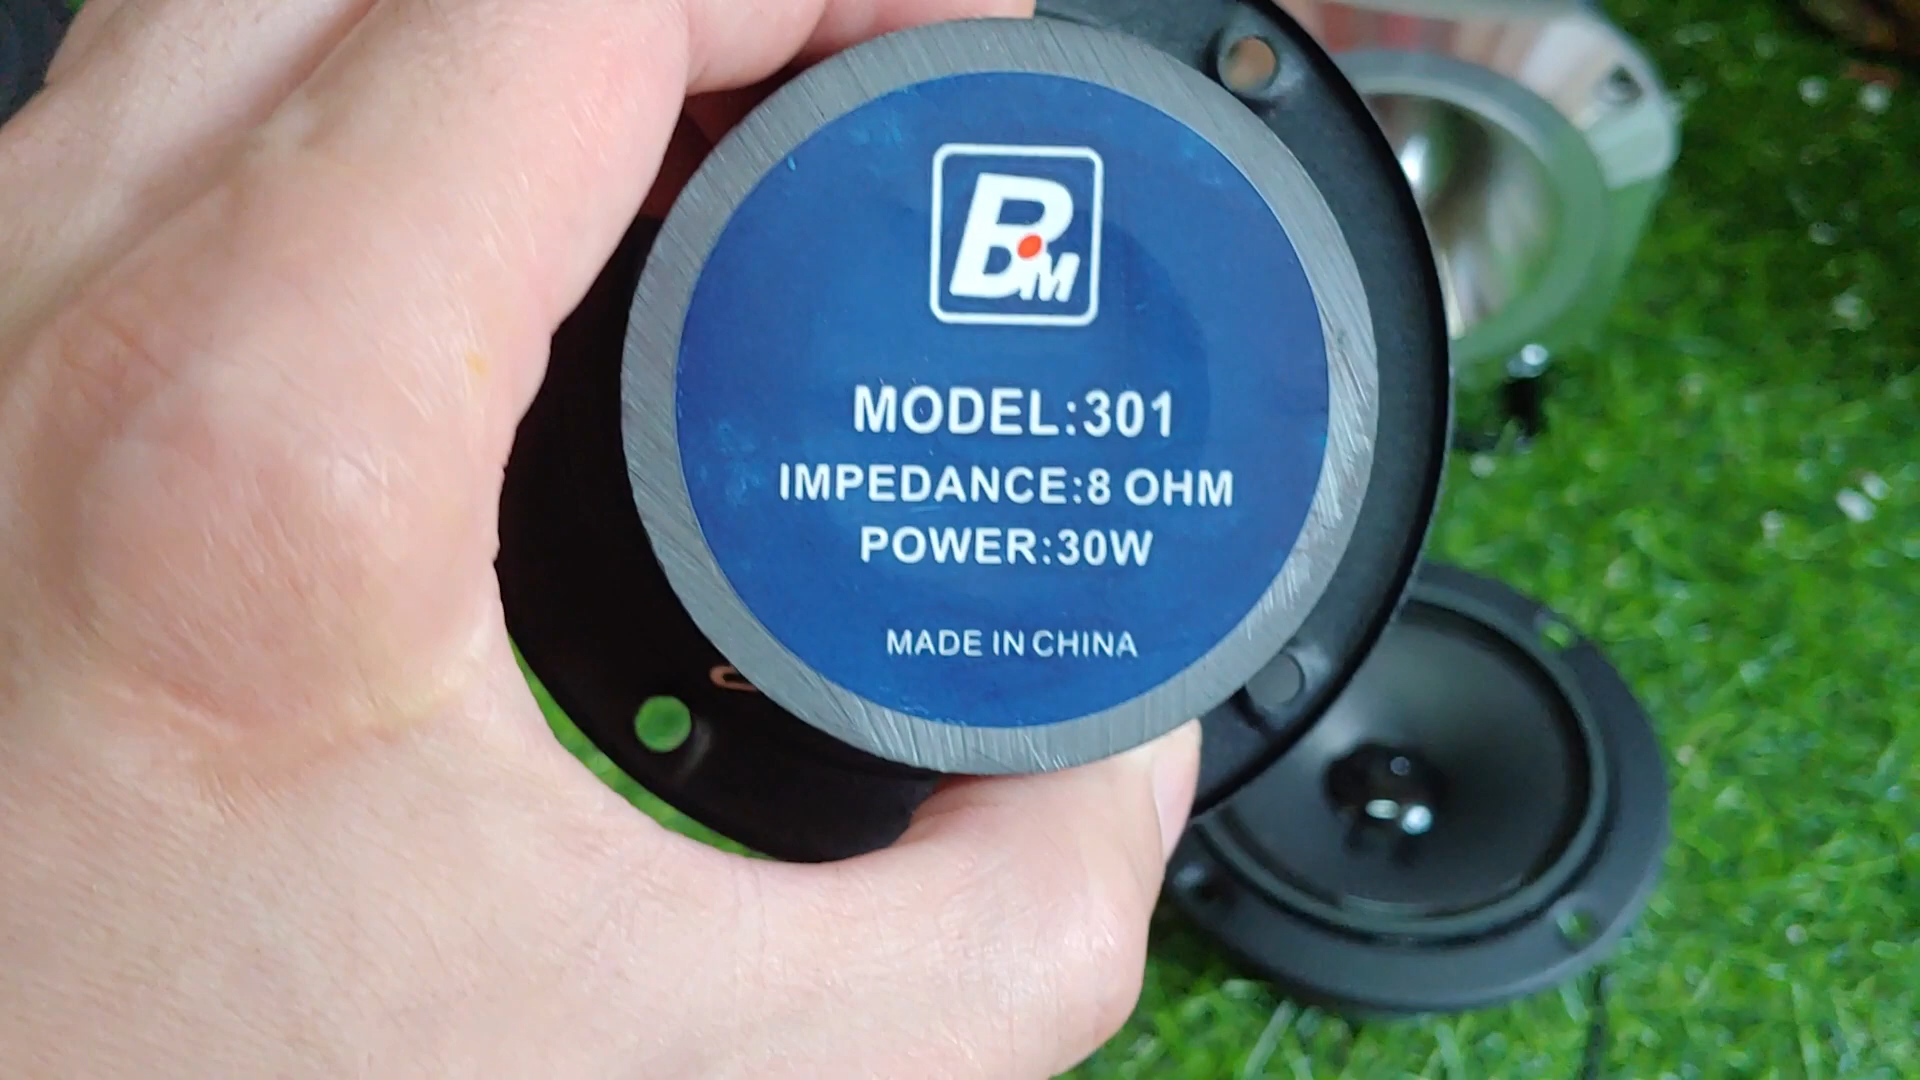 BM
MODEL:301
IMPEDANCE:8 OHM
POWER:30W
MADE IN CHINA